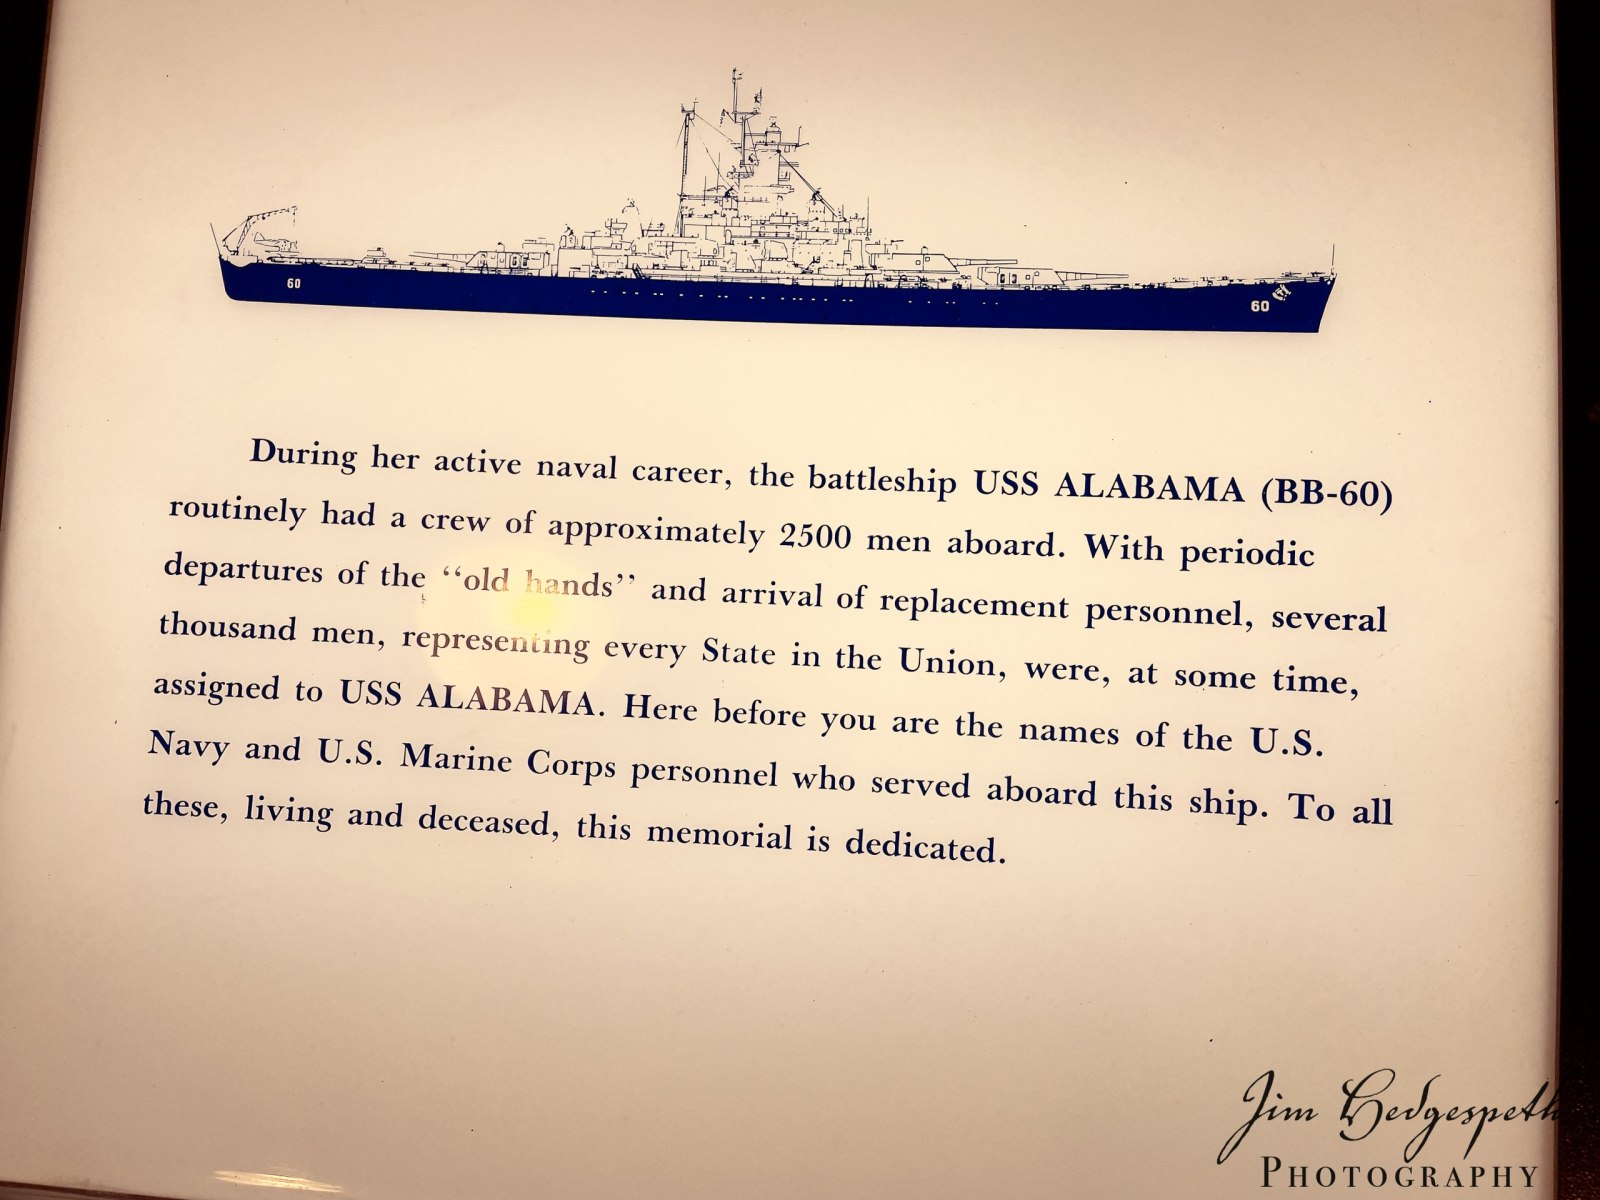 60
60
During her active naval career, the battleship USS ALABAMA (BB-60)
routinely had a crew of approximately 2500 men aboard. With periodic
departures of the “old hands” and arrival of replacement personnel, several
thousand men, representing every State in the Union, were, at some time,
assigned to USS ALABAMA. Here before you are the names of the U.S.
Navy and U.S. Marine Corps personnel who served aboard this ship. To all
these, living and deceased, this memorial is dedicated.
Jim Hedgespeth
PHOTOGRAPHY